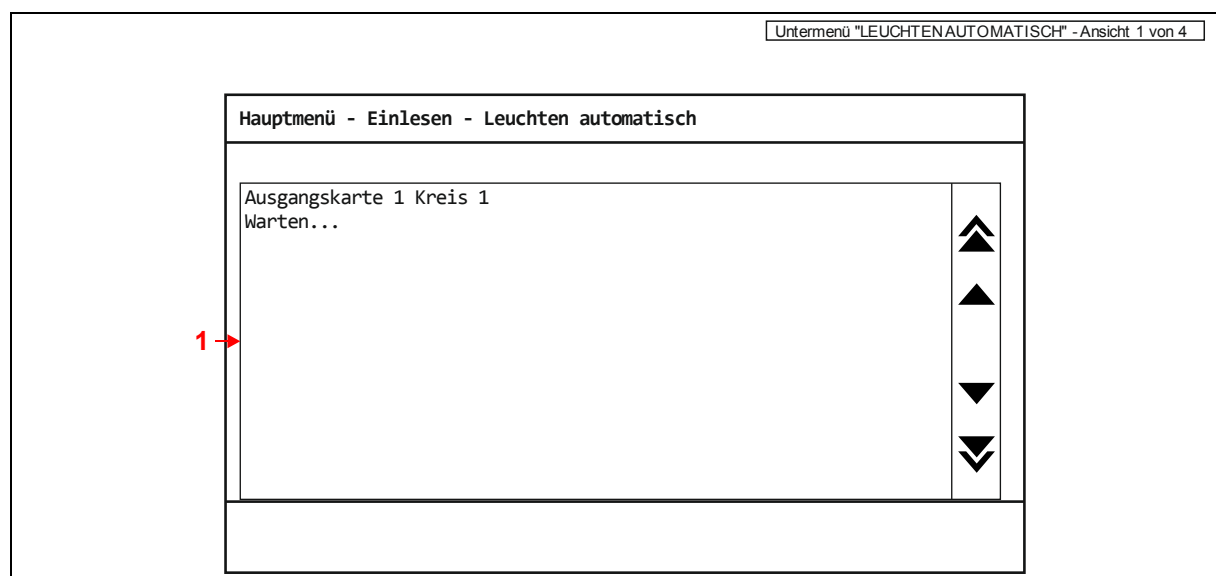 Untermenü "LEUCHTEN AUTOMATISCH" - Ansicht 1 von 4
Hauptmenü - Einlesen - Leuchten automatisch
Ausgangskarte 1 Kreis 1
Warten...
1